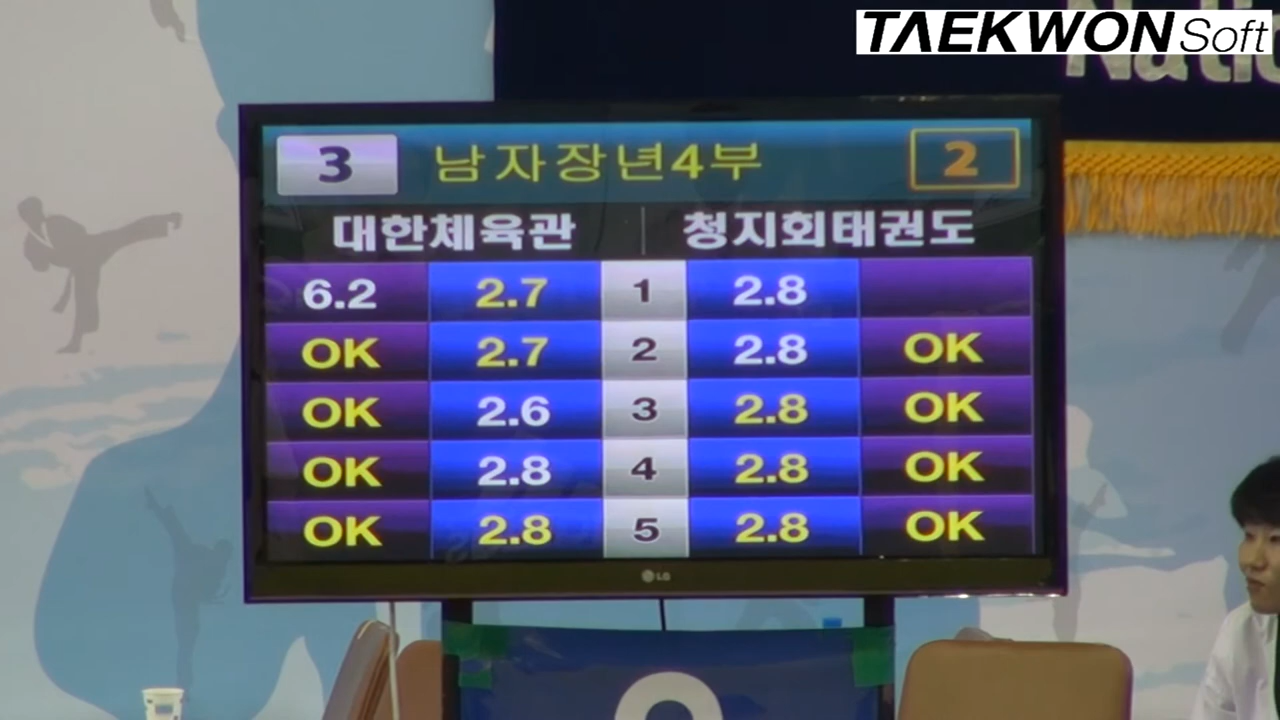 TAEKWON Soft
Natio
3 남자장년4부 2
대한체육관 청지회태권도
6.2 2.7 1 2.8
OK 2.7 2 2.8 OK
OK 2.6 3 2.8 OK
OK 2.8 4 2.8 OK
OK 2.8 5 2.8 OK
LG